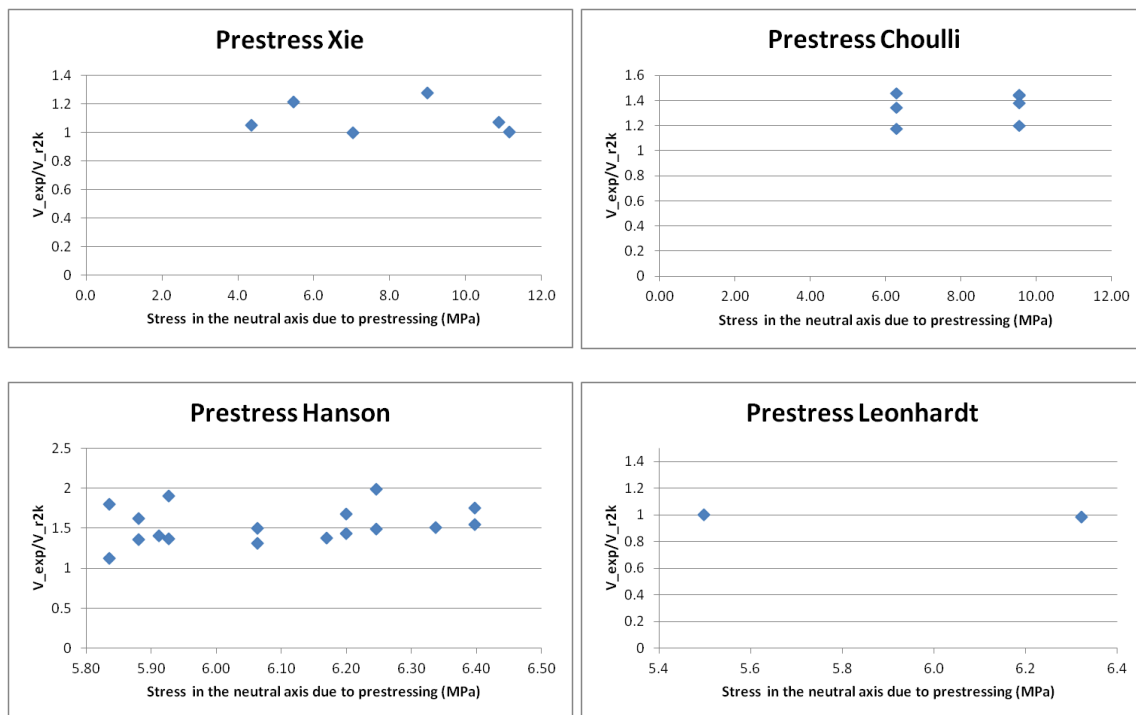 Prestress Xie
V_exp/V_r2k
1.4
1.2
1
0.8
0.6
0.4
0.2
0
0.0 2.0 4.0 6.0 8.0 10.0 12.0
Stress in the neutral axis due to prestressing (MPa)
Prestress Choulli
V_exp/V_r2k
1.6
1.4
1.2
1
0.8
0.6
0.4
0.2
0
0.00 2.00 4.00 6.00 8.00 10.00 12.00
Stress in the neutral axis due to prestressing (MPa)
Prestress Hanson
V_exp/V_r2k
2.5
2
1.5
1
0.5
0
5.80 5.90 6.00 6.10 6.20 6.30 6.40 6.50
Stress in the neutral axis due to prestressing (MPa)
Prestress Leonhardt
V_exp/V_r2k
1.4
1.2
1
0.8
0.6
0.4
0.2
0
5.4 5.6 5.8 6.0 6.2 6.4
Stress in the neutral axis due to prestressing (MPa)